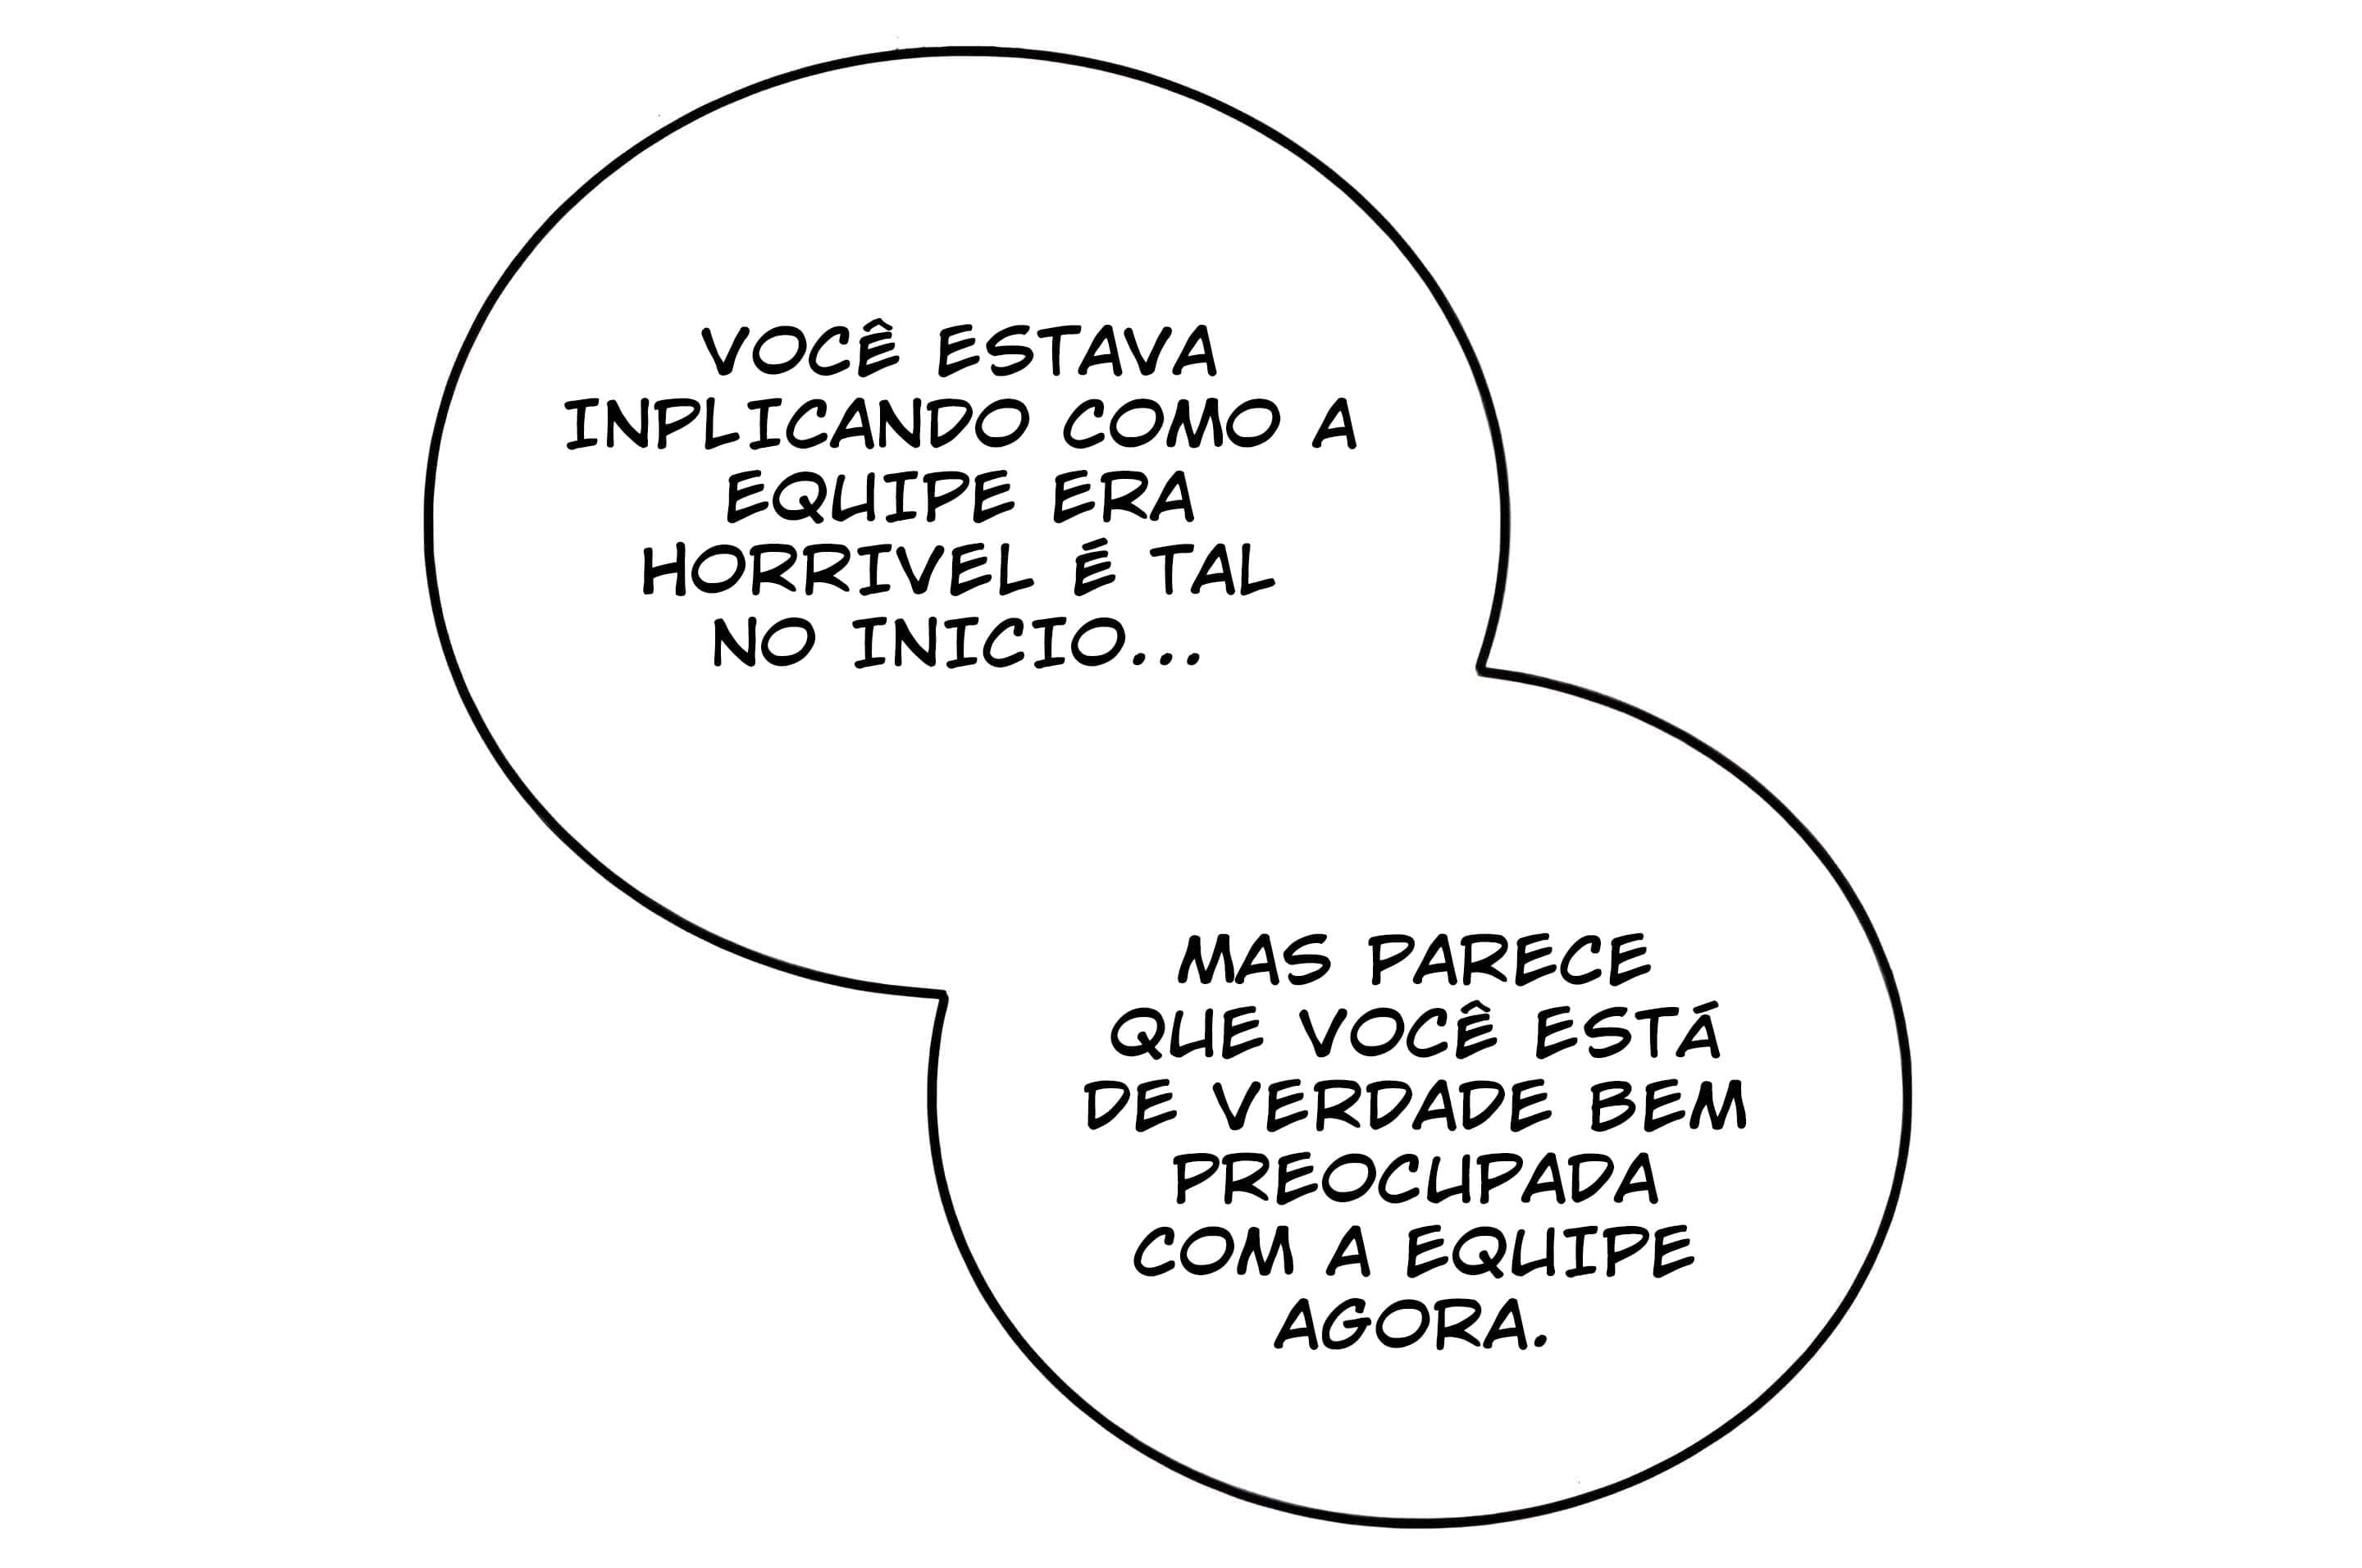 VOCÊ ESTAVA
INPLICANDO COMO A
EQUIPE ERA
HORRIVEL É TAL
NO INICIO...
MAS PARECE
QUE VOCÊ ESTÁ
DE VERDADE BEM
PREOCUPADA
COM A EQUIPE
AGORA.